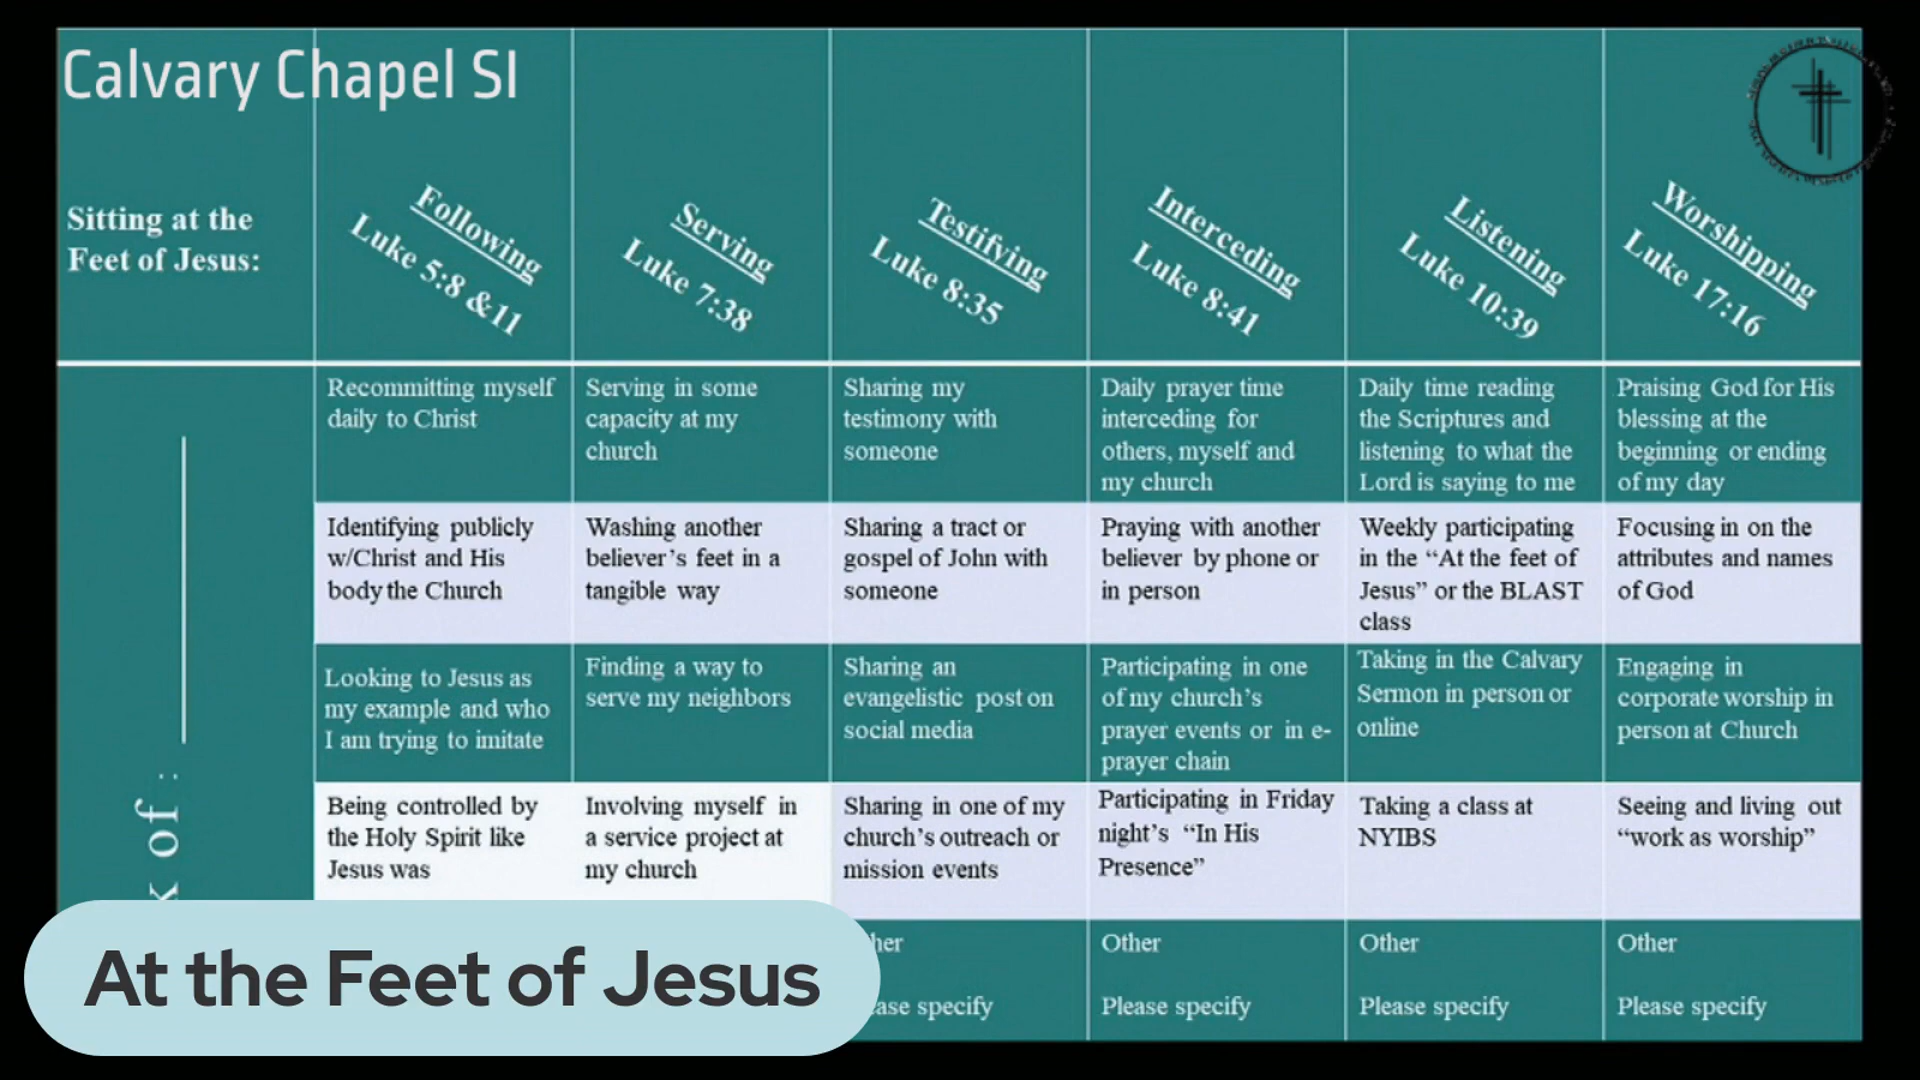 Calvary Chapel SI
Sitting at the
Feet of Jesus:
Following
Luke 5:8 &11
Serving
Luke 7:38
Testifying
Luke 8:35
Interceding
Luke 8:41
Listening
Luke 10:39
Worshipping
Luke 17:16
Recommitting myself
daily to Christ
Serving in some
capacity at my
church
Sharing my
testimony with
someone
Daily prayer time
interceding for
others, myself and
my church
Daily time reading
the Scriptures and
listening to what the
Lord is saying to me
Praising God for His
blessing at the
beginning or ending
of my day
Identifying publicly
w/Christ and His
body the Church
Washing another
believer’s feet in a
tangible way
Sharing a tract or
gospel of John with
someone
Praying with another
believer by phone or
in person
Weekly participating
in the “At the feet of
Jesus” or the BLAST
class
Focusing in on the
attributes and names
of God
Looking to Jesus as
my example and who
I am trying to imitate
Finding a way to
serve my neighbors
Sharing an
evangelistic post on
social media
Participating in one
of my church’s
prayer events or in e-
prayer chain
Taking in the Calvary
Sermon in person or
online
Engaging in
corporate worship in
person at Church
Being controlled by
the Holy Spirit like
Jesus was
Involving myself in
a service project at
my church
Sharing in one of my
church’s outreach or
mission events
Participating in Friday
night’s “In His
Presence”
Taking a class at
NYIBS
Seeing and living out
“work as worship”
of :
specify
Other
Please specify
Other
Please specify
Other
Please specify
At the Feet of Jesus